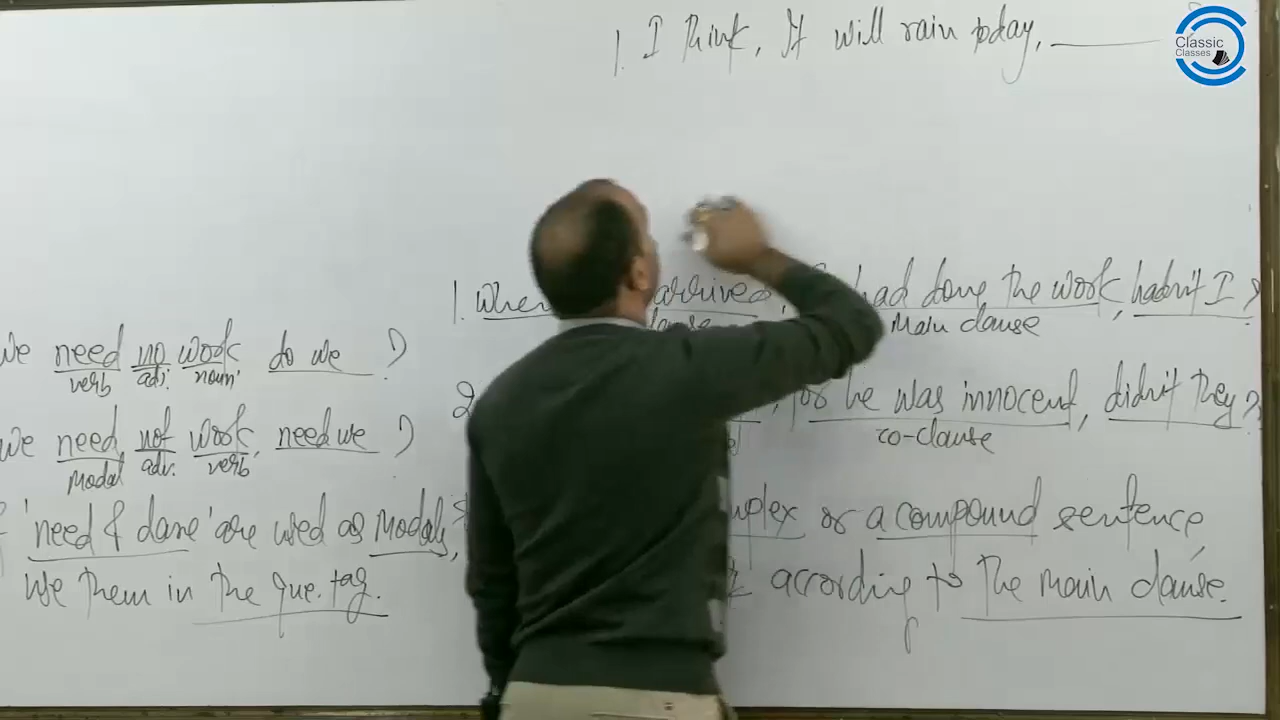 1. I Think, It will rain today, ______
Classic
Classes
1. When arrived, had done the work, hadn't I ?
clause Main clause
2 for he was innocent, didn't they ?
co-clause
or a compound sentence,
according to the main clause.
We need no work do we ?
verb adj. noun
We need not work, need we ?
Modal adv. verb
'need & dare' are used as modals,
use them in the que. tag.